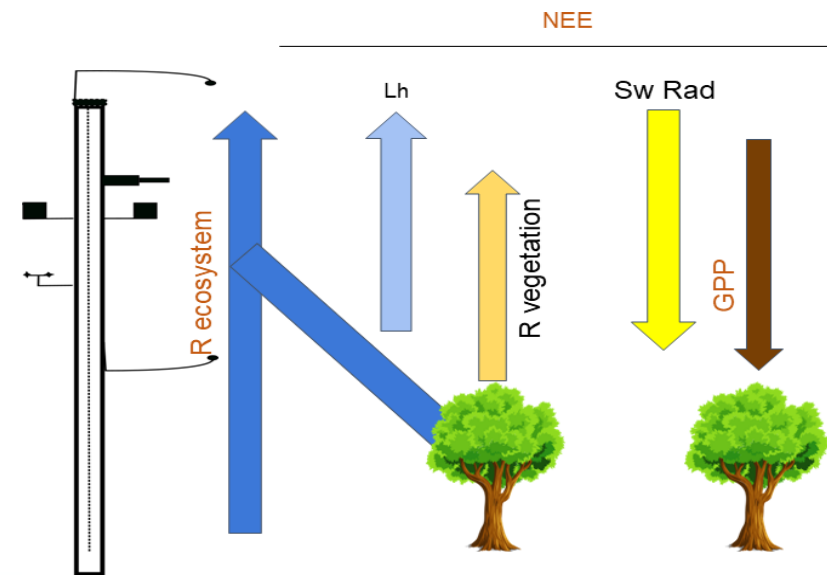 NEE
Lh
Sw Rad
R ecosystem
R vegetation
GPP